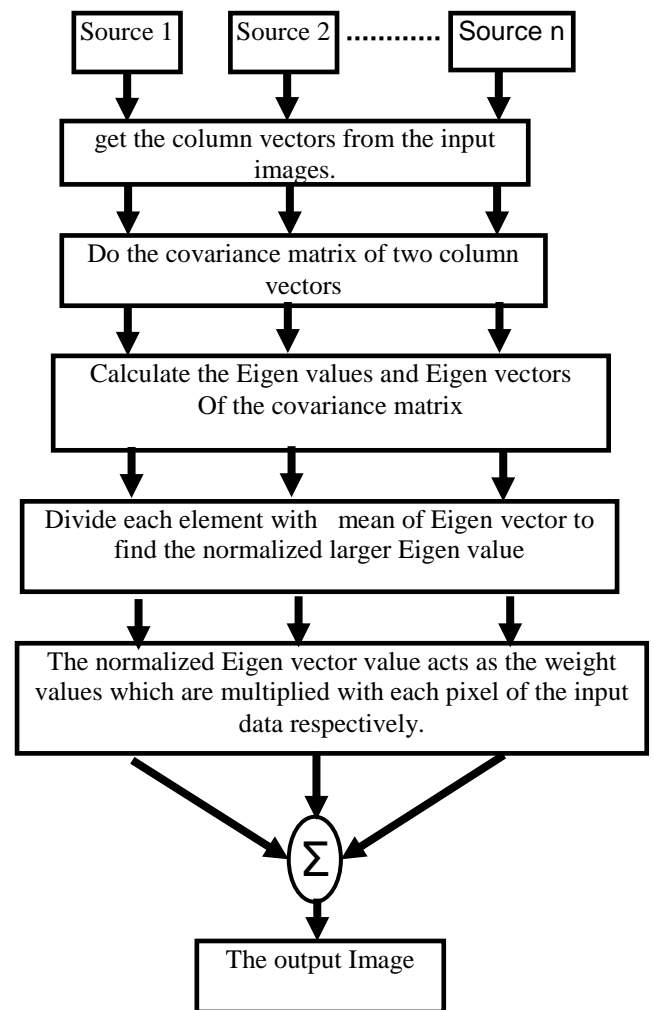 Source 1 Source 2 ............ Source n
get the column vectors from the input
images.
Do the covariance matrix of two column
vectors
Calculate the Eigen values and Eigen vectors
Of the covariance matrix
Divide each element with mean of Eigen vector to
find the normalized larger Eigen value
The normalized Eigen vector value acts as the weight
values which are multiplied with each pixel of the input
data respectively.
Σ
The output Image